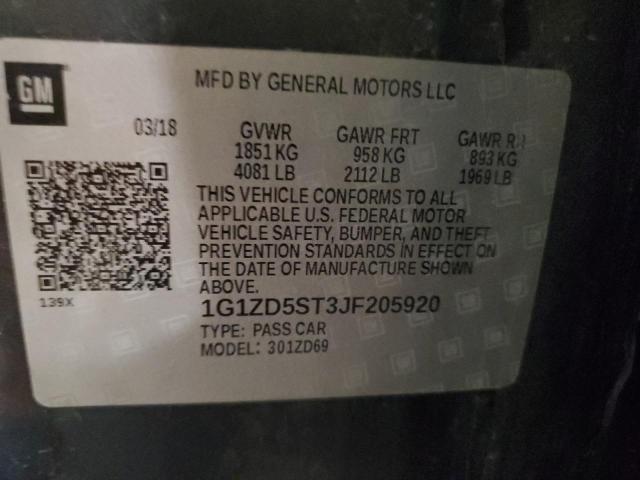 GM
MFD BY GENERAL MOTORS LLC
03/18 GVWR GAWR FRT GAWR RR
1851 KG 958 KG 893 KG
4081 LB 2112 LB 1969 LB
THIS VEHICLE CONFORMS TO ALL
APPLICABLE U.S. FEDERAL MOTOR
VEHICLE SAFETY, BUMPER, AND THEFT
PREVENTION STANDARDS IN EFFECT ON
THE DATE OF MANUFACTURE SHOWN
ABOVE.
139X
1G1ZD5ST3JF205920
TYPE: PASS CAR
MODEL: 301ZD69